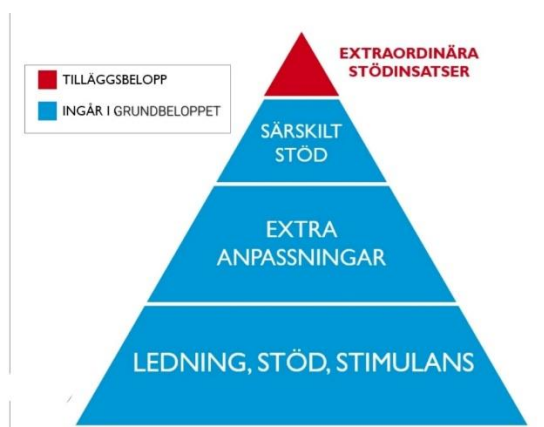 EXTRAORDINÄRA
STÖDINSATSER
TILLÄGGSBELOPP
INGÅR I GRUNDBELOPPET
SÄRSKILT
STÖD
EXTRA
ANPASSNINGAR
LEDNING, STÖD, STIMULANS